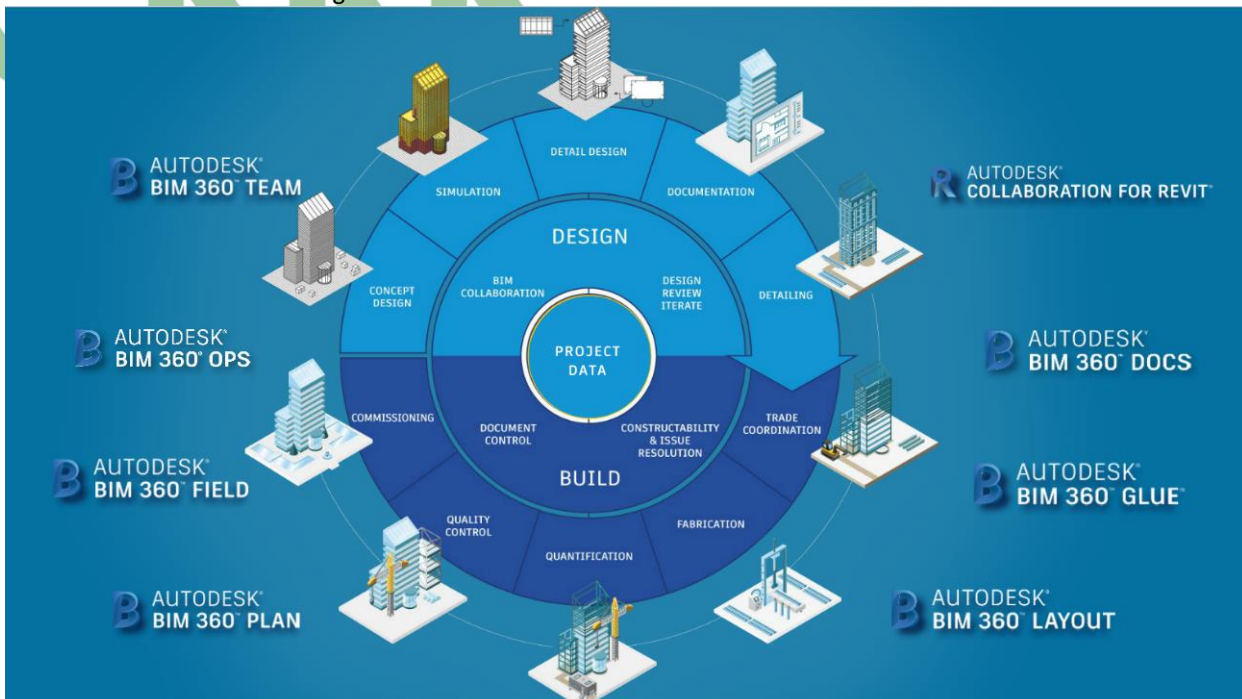 AUTODESK®
BIM 360™ TEAM
AUTODESK®
COLLABORATION FOR REVIT®
DETAIL DESIGN
SIMULATION
DOCUMENTATION
DESIGN
CONCEPT
DESIGN
BIM
COLLABORATION
DESIGN
REVIEW
ITERATE
DETAILING
PROJECT
DATA
AUTODESK®
BIM 360® OPS
AUTODESK®
BIM 360™ DOCS
COMMISSIONING
DOCUMENT
CONTROL
CONSTRUCTABILITY
& ISSUE
RESOLUTION
TRADE
COORDINATION
BUILD
AUTODESK®
BIM 360™ FIELD
AUTODESK®
BIM 360™ GLUE®
QUALITY
CONTROL
QUANTIFICATION
FABRICATION
AUTODESK®
BIM 360™ PLAN
AUTODESK®
BIM 360™ LAYOUT